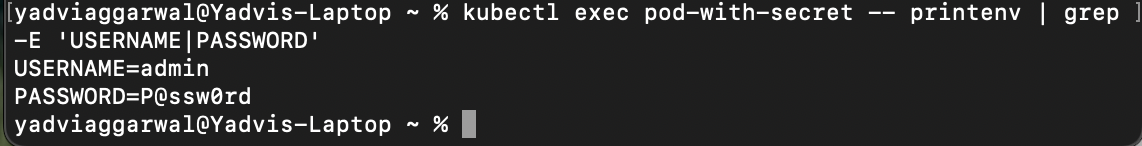 [yadviaggarwal@Yadvis-Laptop ~ % kubectl exec pod-with-secret -- printenv | grep ]
-E 'USERNAME|PASSWORD'
USERNAME=admin
PASSWORD=P@ssw0rd
yadviaggarwal@Yadvis-Laptop ~ %